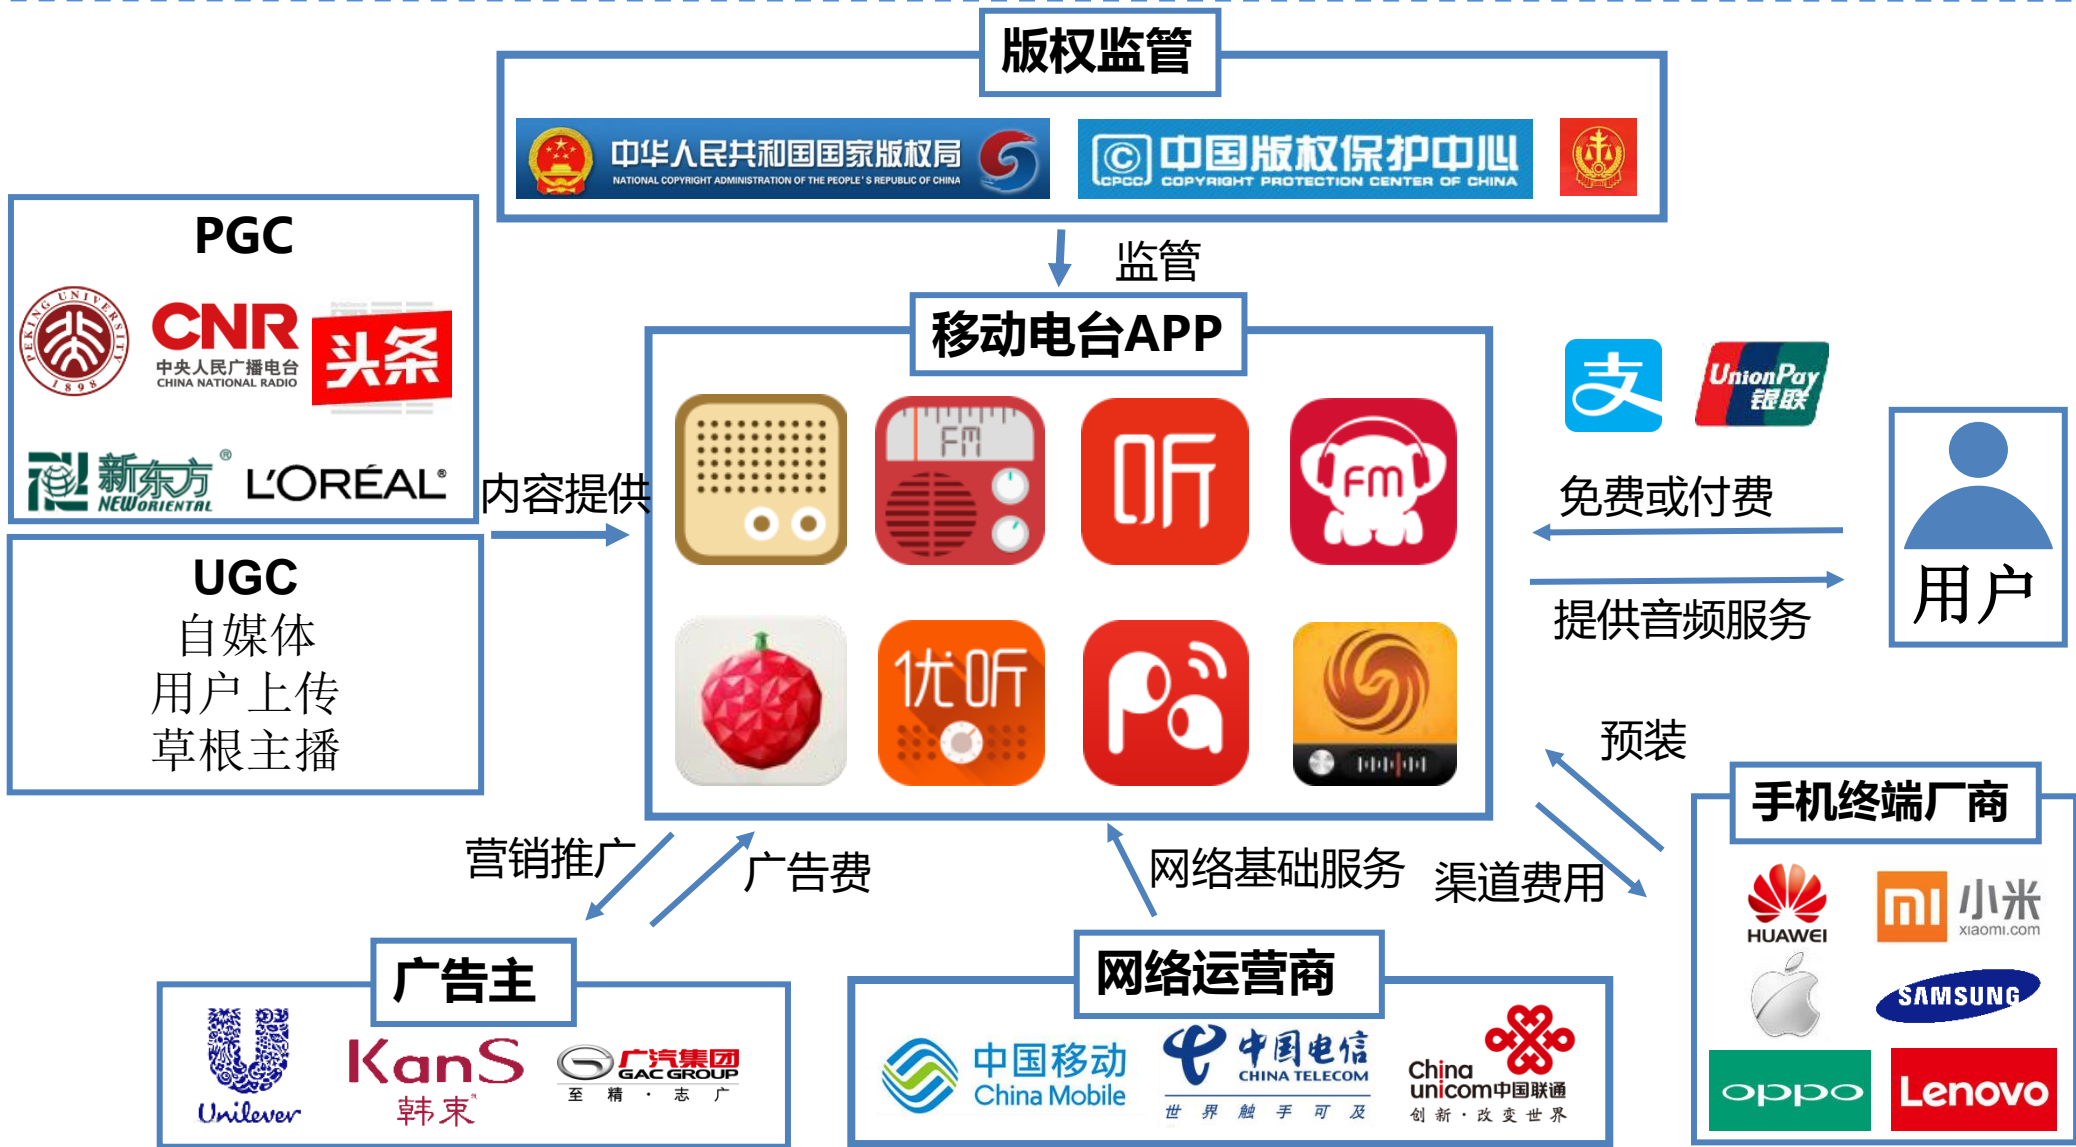 版权监管
中华人民共和国国家版权局
NATIONAL COPYRIGHT ADMINISTRATION OF THE PEOPLE'S REPUBLIC OF CHINA
©
CPCC
中国版权保护中心
COPYRIGHT PROTECTION CENTER OF CHINA
监管
PGC
PEKING UNIVERSITY
1898
CNR
中央人民广播电台
CHINA NATIONAL RADIO
头条
新东方®
NEW ORIENTAL
L'ORÉAL®
UGC
自媒体
用户上传
草根主播
内容提供
移动电台APP
FM
听
FM
优听
Pa
支
UnionPay
银联
免费或付费
提供音频服务
用户
预装
渠道费用
手机终端厂商
HUAWEI
mi
小米
xiaomi.com
SAMSUNG
oppo
Lenovo
营销推广
广告费
网络基础服务
广告主
Unilever
KanS
韩束
广汽集团
GAC GROUP
至精·志广
网络运营商
中国移动
China Mobile
中国电信
CHINA TELECOM
世界触手可及
China
unicom中国联通
创新·改变世界